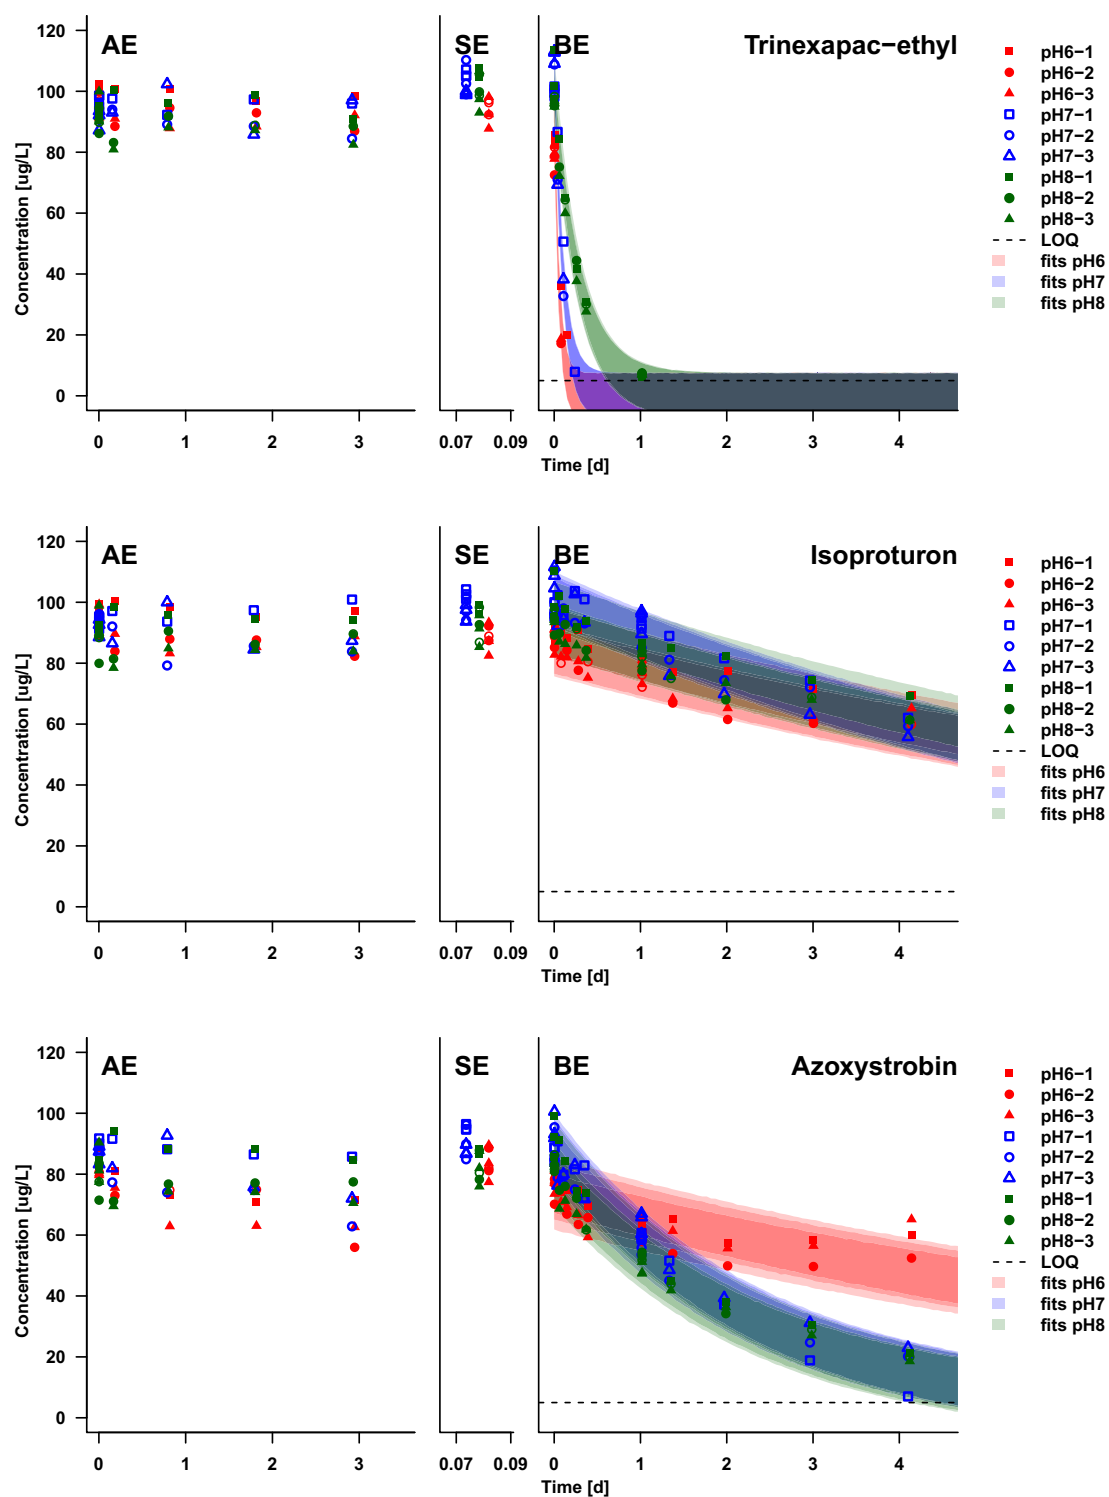 AE SE BE Trinexapac−ethyl
Concentration [ug/L]
120
100
80
60
40
20
0
0 1 2 3 0.07 0.09 0 1 2 3 4
Time [d]
pH6−1
pH6−2
pH6−3
pH7−1
pH7−2
pH7−3
pH8−1
pH8−2
pH8−3
LOQ
fits pH6
fits pH7
fits pH8
AE SE BE Isoproturon
Concentration [ug/L]
120
100
80
60
40
20
0
0 1 2 3 0.07 0.09 0 1 2 3 4
Time [d]
pH6−1
pH6−2
pH6−3
pH7−1
pH7−2
pH7−3
pH8−1
pH8−2
pH8−3
LOQ
fits pH6
fits pH7
fits pH8
AE SE BE Azoxystrobin
Concentration [ug/L]
120
100
80
60
40
20
0
0 1 2 3 0.07 0.09 0 1 2 3 4
Time [d]
pH6−1
pH6−2
pH6−3
pH7−1
pH7−2
pH7−3
pH8−1
pH8−2
pH8−3
LOQ
fits pH6
fits pH7
fits pH8